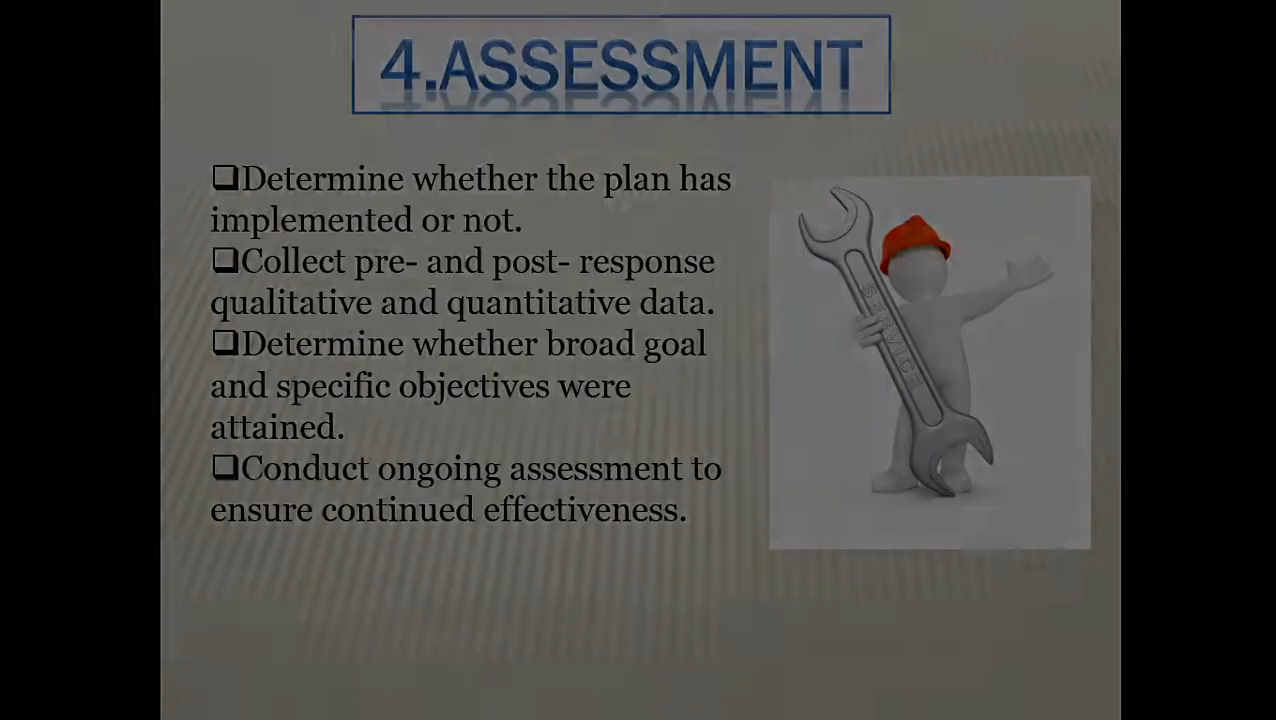 4.ASSESSMENT
❑Determine whether the plan has
implemented or not.
❑Collect pre- and post- response
qualitative and quantitative data.
❑Determine whether broad goal
and specific objectives were
attained.
❑Conduct ongoing assessment to
ensure continued effectiveness.
SERVICE